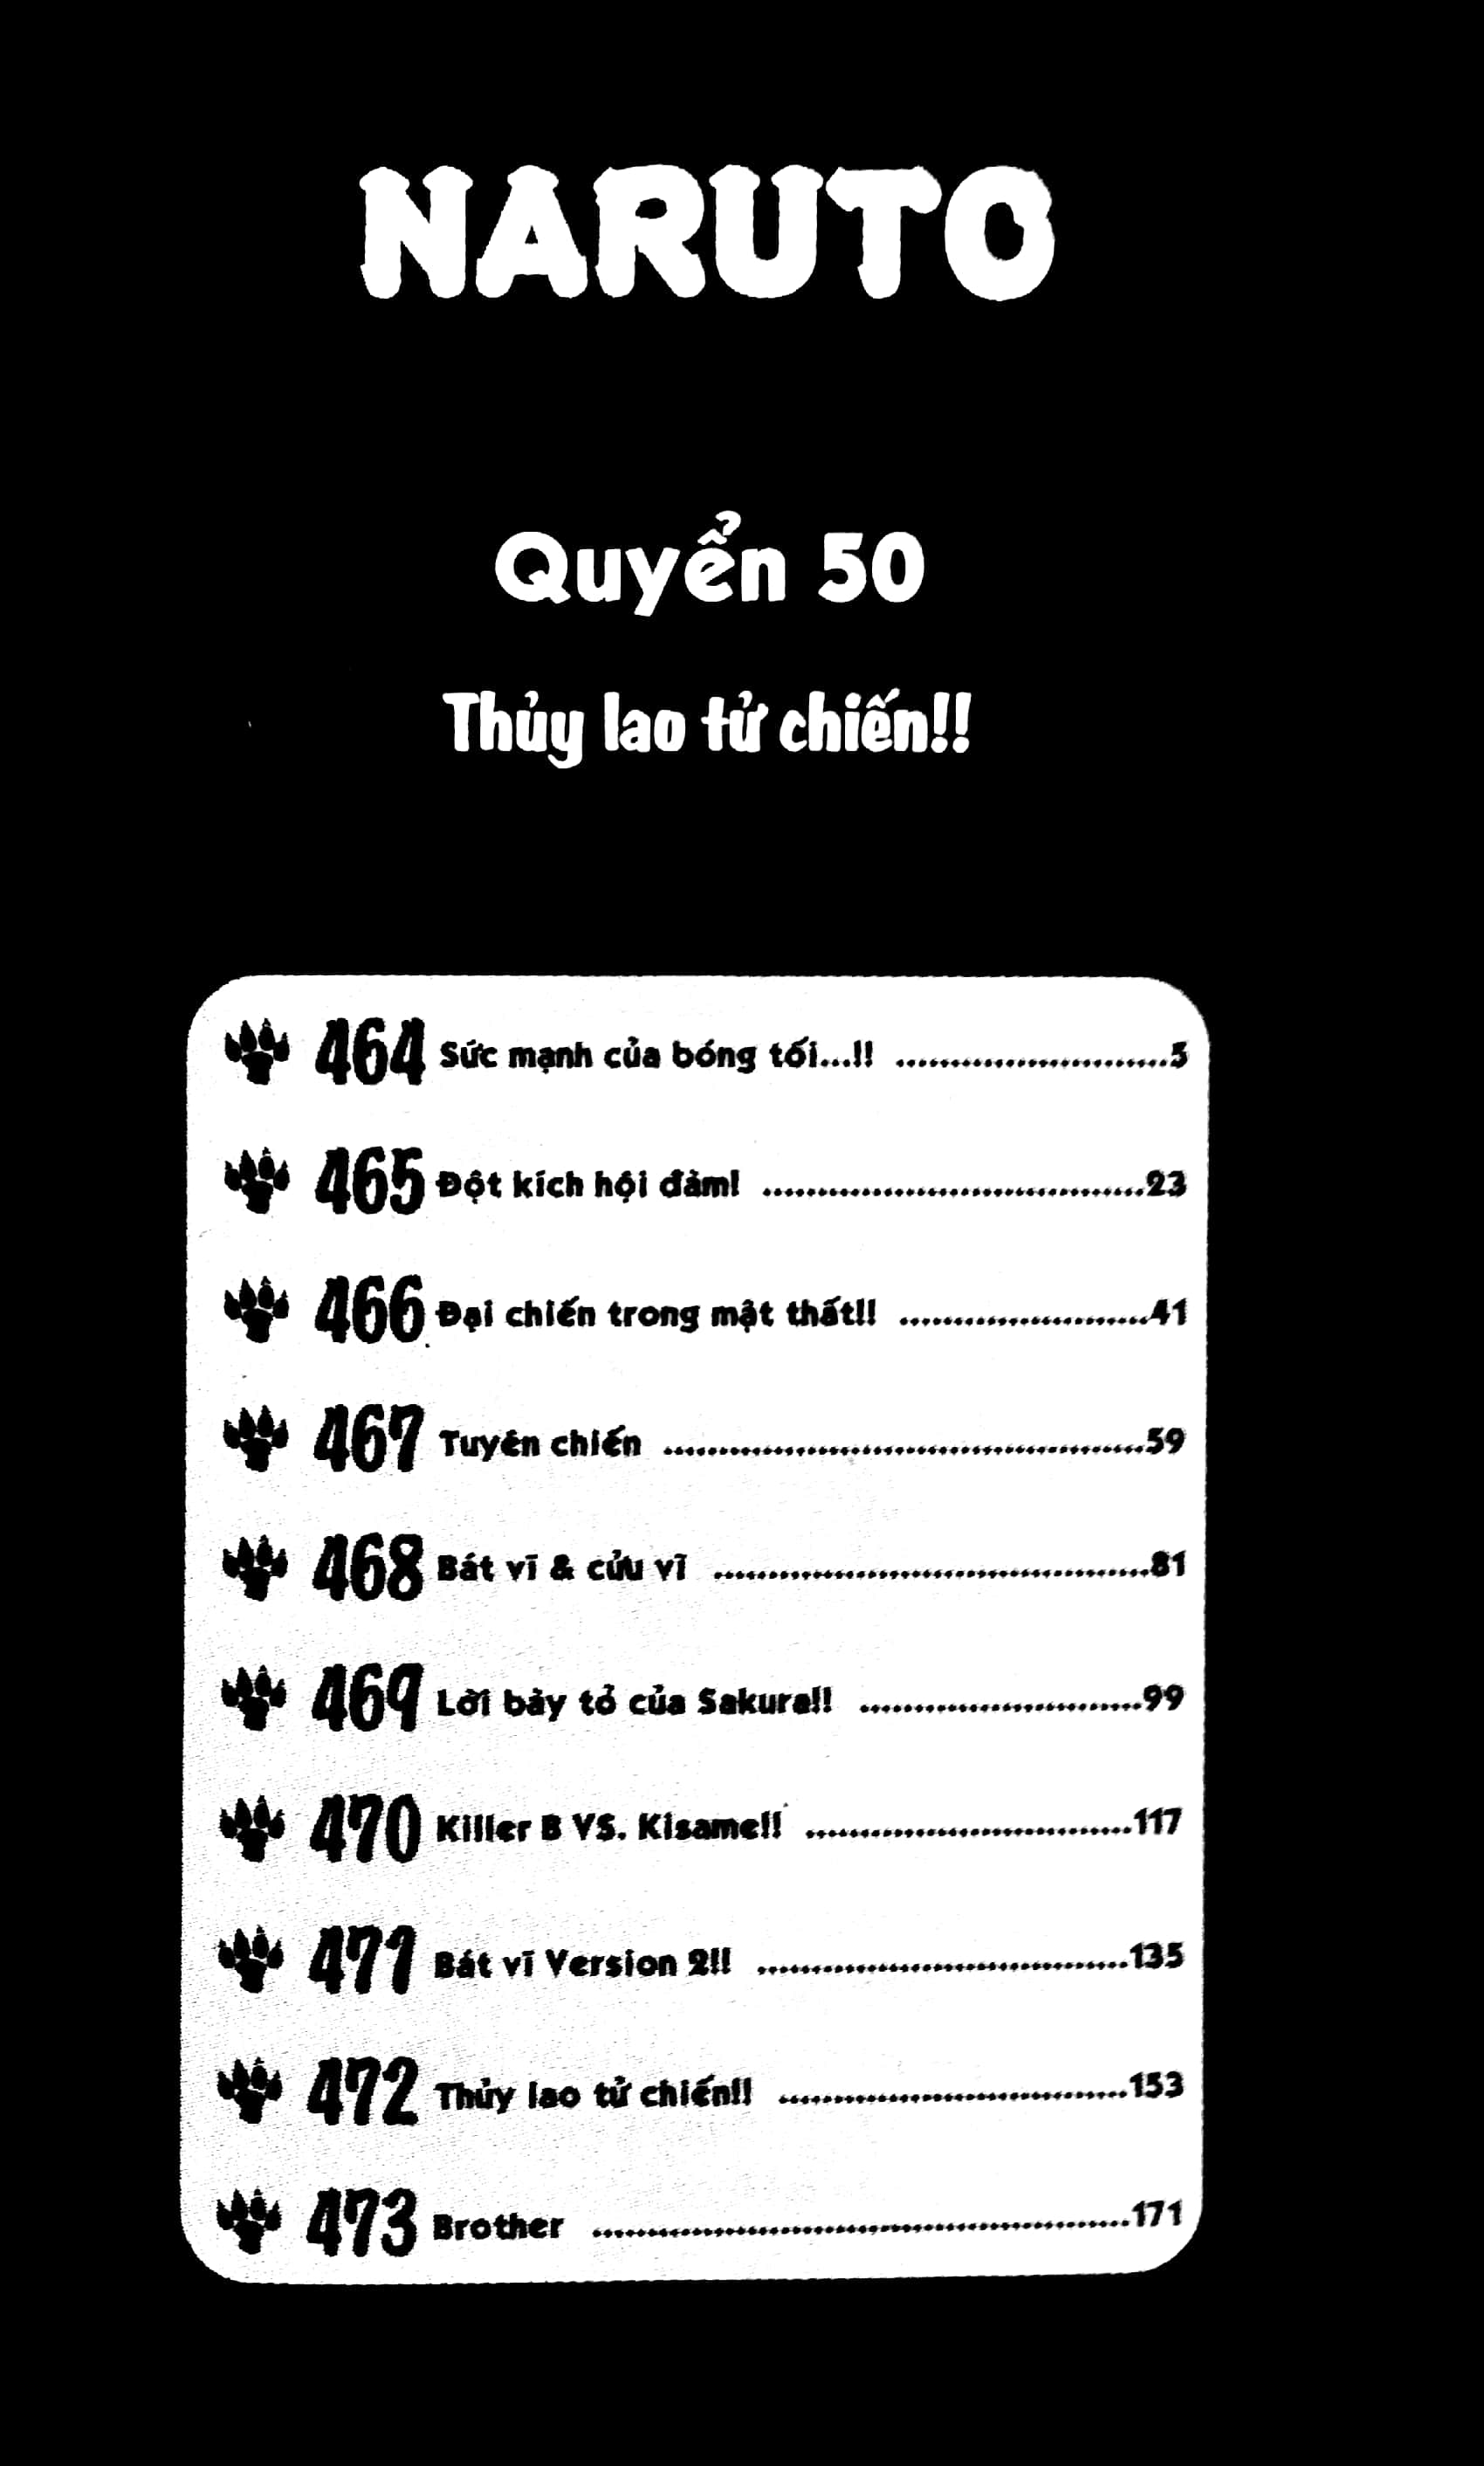 NARUTO
Quyển 50
Thủy lao tử chiến!!
464 Sức mạnh của bóng tối...!! ........................5
465 Đột kích hội đàm! ........................23
466 Đại chiến trong mật thất!! ........................41
467 Tuyên chiến ........................59
468 Bát vĩ & cửu vĩ ........................81
469 Lời bày tỏ của Sakura!! ........................99
470 Killer B VS. Kisame!! ........................117
471 Bát vĩ Version 2!! ........................135
472 Thủy lao tử chiến!! ........................153
473 Brother ........................171